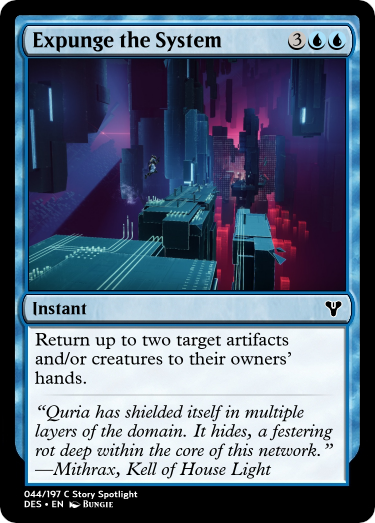 Expunge the System 3
Instant
Return up to two target artifacts
and/or creatures to their owners'
hands.
“Quria has shielded itself in multiple
layers of the domain. It hides, a festering
rot deep within the core of this network.”
—Mithrax, Kell of House Light
044/197 C Story Spotlight
DES • EN Bungie